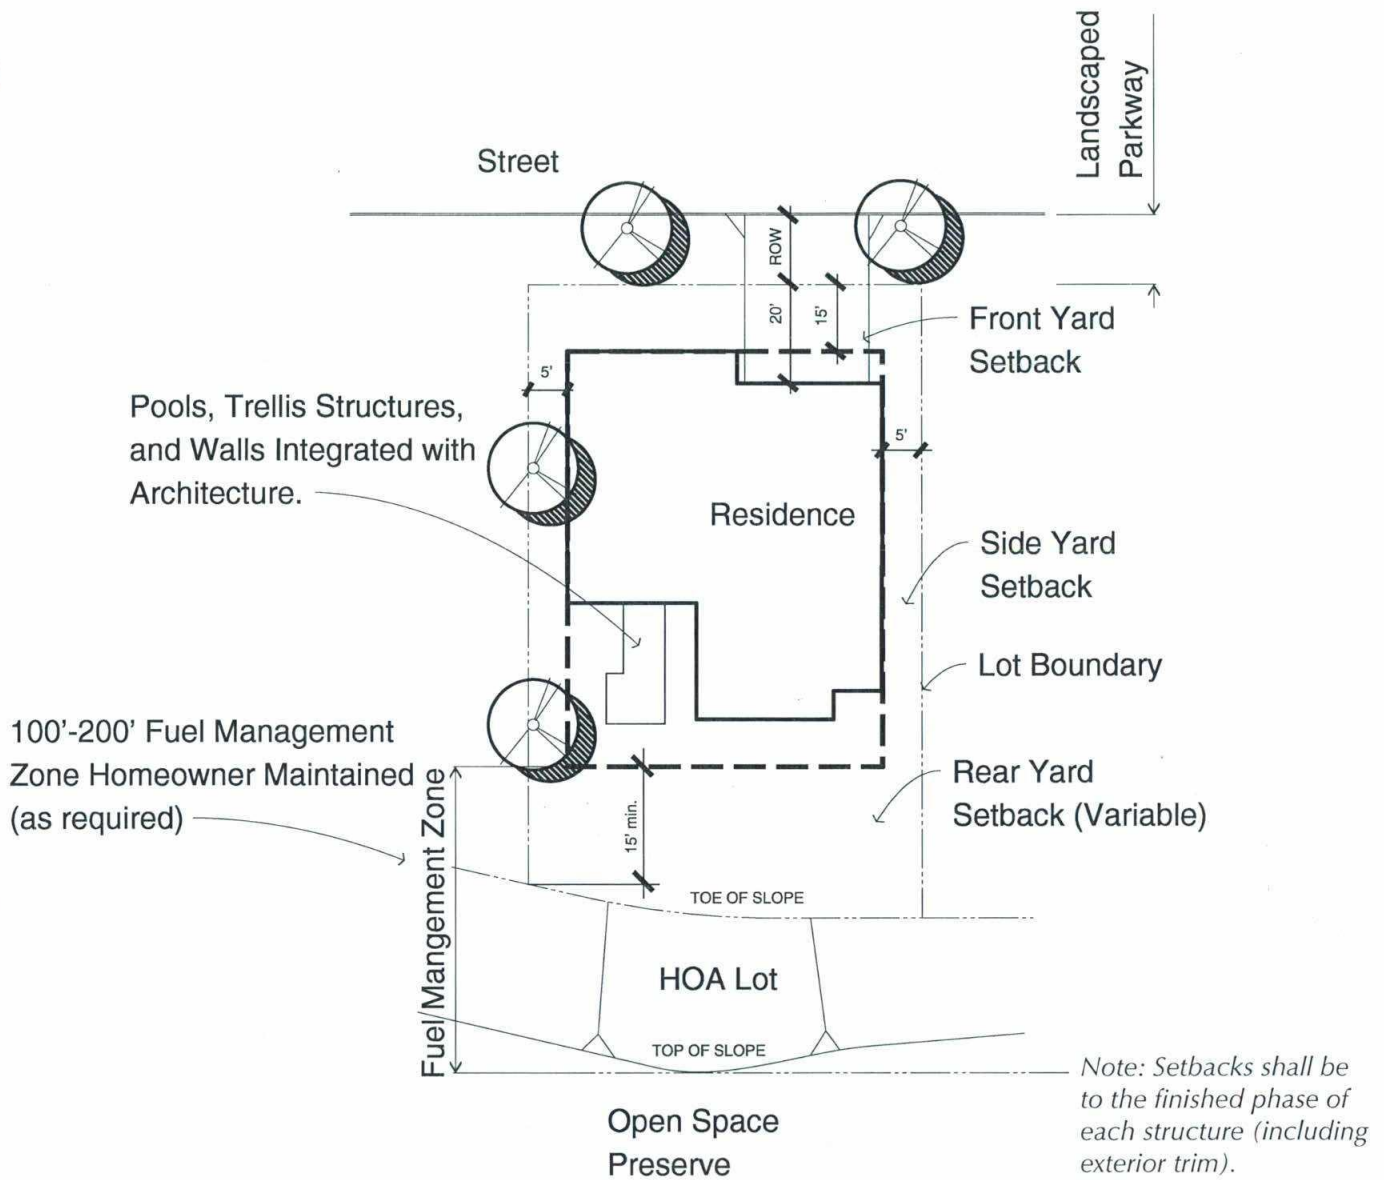 Landscaped
Parkway
Street
ROW
20'
15'
Front Yard
Setback
5'
Pools, Trellis Structures,
and Walls Integrated with
Architecture.
5'
Residence
Side Yard
Setback
Lot Boundary
100'-200' Fuel Management
Zone Homeowner Maintained
(as required)
Fuel Mangement Zone
Rear Yard
Setback (Variable)
15' min.
TOE OF SLOPE
HOA Lot
TOP OF SLOPE
Open Space
Preserve
Note: Setbacks shall be
to the finished phase of
each structure (including
exterior trim).